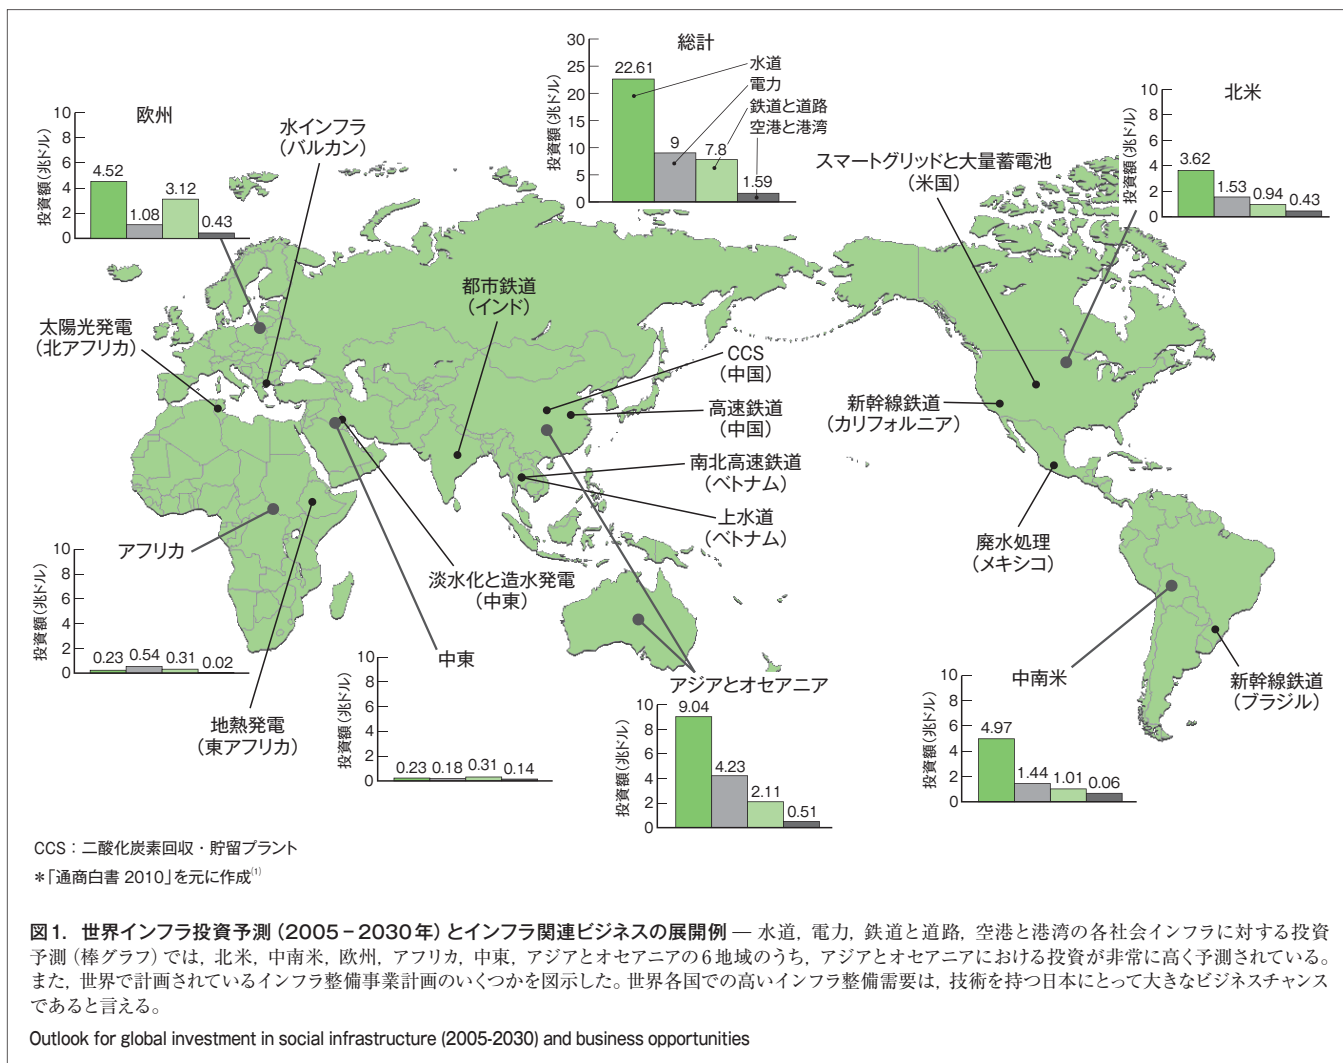 総計
投資額(兆ドル)
30
25
20
15
10
5
0
22.61
9
7.8
1.59
水道
電力
鉄道と道路
空港と港湾
欧州
投資額(兆ドル)
10
8
6
4
2
0
4.52
1.08
3.12
0.43
水インフラ
(バルカン)
北米
投資額(兆ドル)
10
8
6
4
2
0
3.62
1.53
0.94
0.43
スマートグリッドと大量蓄電池
(米国)
都市鉄道
(インド)
太陽光発電
(北アフリカ)
CCS
(中国)
高速鉄道
(中国)
新幹線鉄道
(カリフォルニア)
南北高速鉄道
(ベトナム)
上水道
(ベトナム)
廃水処理
(メキシコ)
アフリカ
投資額(兆ドル)
10
8
6
4
2
0
0.23
0.54
0.31
0.02
淡水化と造水発電
(中東)
地熱発電
(東アフリカ)
中東
投資額(兆ドル)
10
8
6
4
2
0
0.23
0.18
0.31
0.14
アジアとオセアニア
投資額(兆ドル)
10
8
6
4
2
0
9.04
4.23
2.11
0.51
中南米
投資額(兆ドル)
10
8
6
4
2
0
4.97
1.44
1.01
0.06
新幹線鉄道
(ブラジル)
CCS:二酸化炭素回収・貯留プラント
*「通商白書 2010」を元に作成(1)
図1. 世界インフラ投資予測(2005-2030年)とインフラ関連ビジネスの展開例 — 水道,電力,鉄道と道路,空港と港湾の各社会インフラに対する投資
予測(棒グラフ)では,北米,中南米,欧州,アフリカ,中東,アジアとオセアニアの6地域のうち,アジアとオセアニアにおける投資が非常に高く予測されている。
また,世界で計画されているインフラ整備事業計画のいくつかを図示した。世界各国での高いインフラ整備需要は,技術を持つ日本にとって大きなビジネスチャンス
であると言える。
Outlook for global investment in social infrastructure (2005-2030) and business opportunities